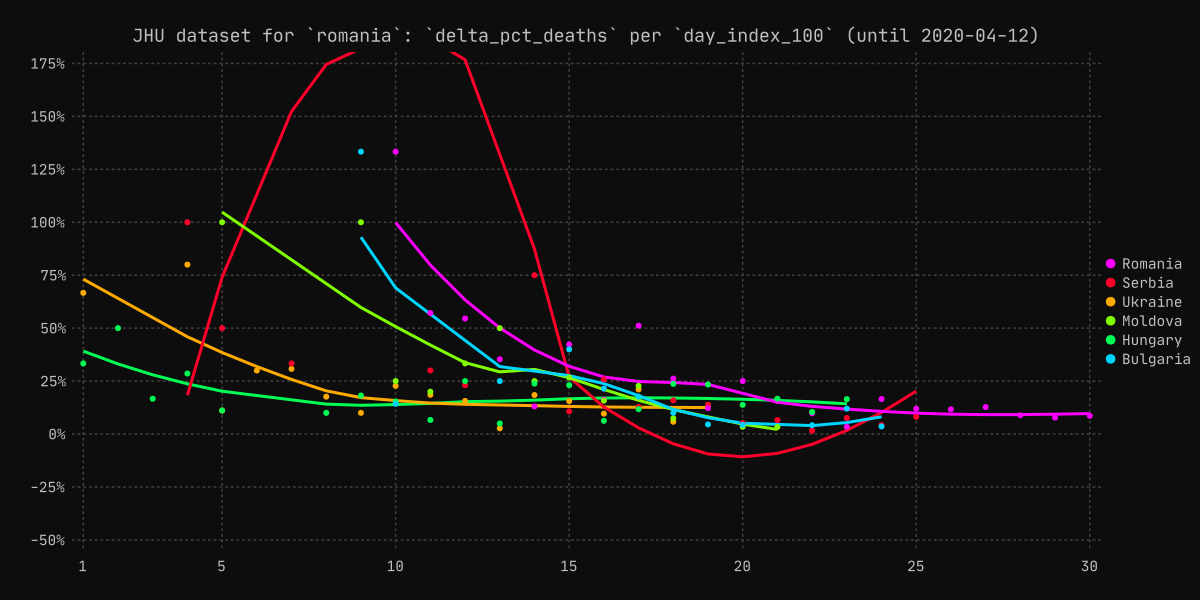 JHU dataset for `romania`: `delta_pct_deaths` per `day_index_100` (until 2020-04-12)
175%
150%
125%
100%
75%
50%
25%
0%
-25%
-50%
1 5 10 15 20 25 30
Romania
Serbia
Ukraine
Moldova
Hungary
Bulgaria